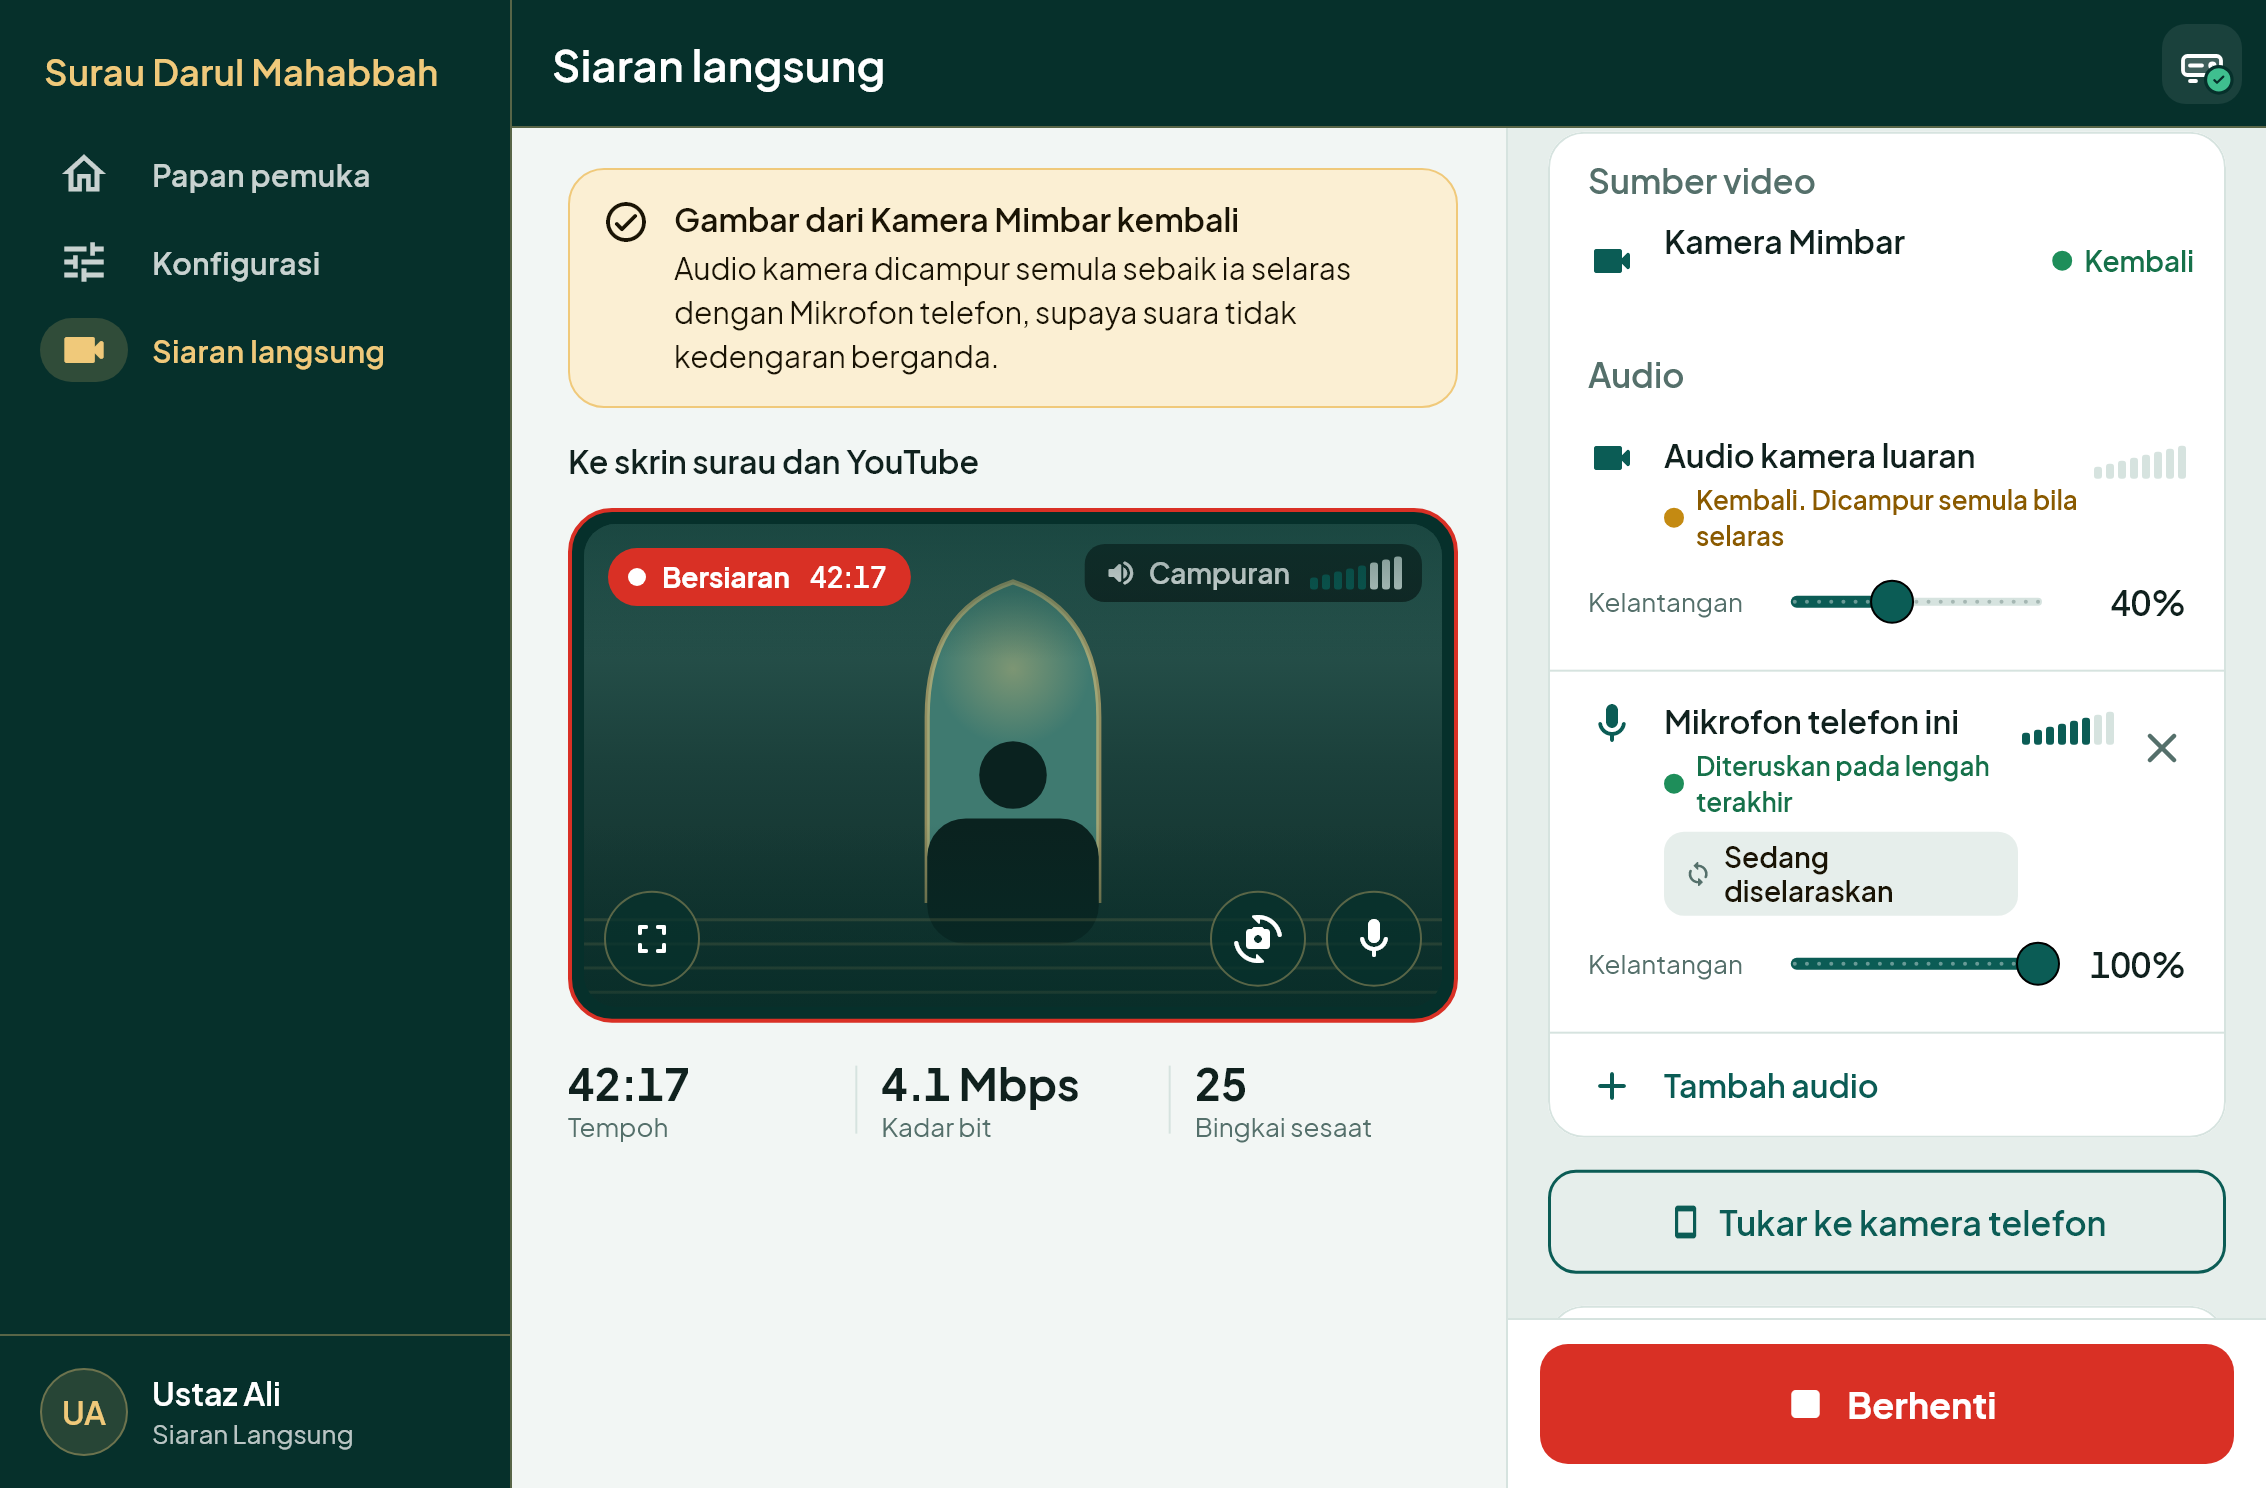 Surau Darul Mahabbah
Papan pemuka
Konfigurasi
Siaran langsung
UA
Ustaz Ali
Siaran Langsung
Siaran langsung
Gambar dari Kamera Mimbar kembali
Audio kamera dicampur semula sebaik ia selaras
dengan Mikrofon telefon, supaya suara tidak
kedengaran berganda.
Ke skrin surau dan YouTube
Bersiaran 42:17
Campuran
42:17
Tempoh
4.1 Mbps
Kadar bit
25
Bingkai sesaat
Sumber video
Kamera Mimbar
Kembali
Audio
Audio kamera luaran
Kembali. Dicampur semula bila
selaras
Kelantangan
40%
Mikrofon telefon ini
Diteruskan pada lengah
terakhir
Sedang
diselaraskan
Kelantangan
100%
Tambah audio
Tukar ke kamera telefon
Berhenti